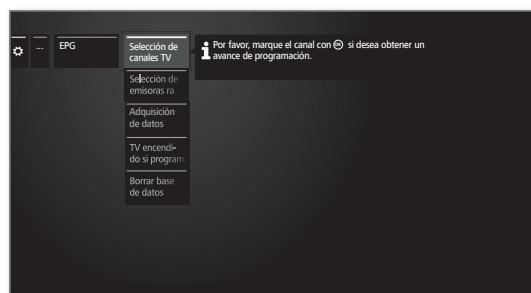 ... EPG
Selección de
canales TV
Por favor, marque el canal con OK si desea obtener un
avance de programación.
Selección de
emisoras ra
Adquisición
de datos
TV encendi-
do si program
Borrar base
de datos